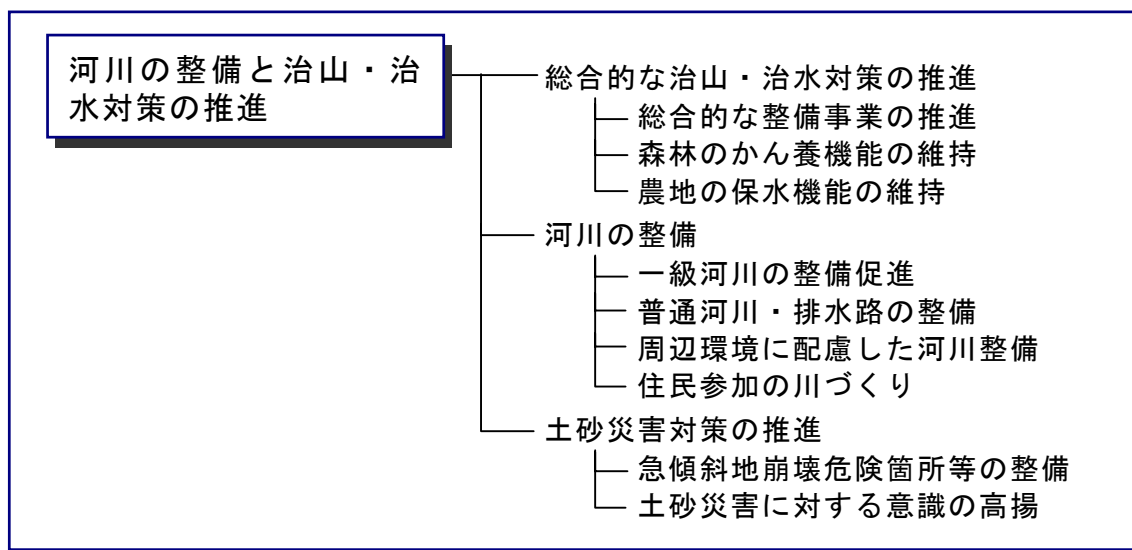 河川の整備と治山・治
水対策の推進
総合的な治山・治水対策の推進
総合的な整備事業の推進
森林のかん養機能の維持
農地の保水機能の維持
河川の整備
一級河川の整備促進
普通河川・排水路の整備
周辺環境に配慮した河川整備
住民参加の川づくり
土砂災害対策の推進
急傾斜地崩壊危険箇所等の整備
土砂災害に対する意識の高揚